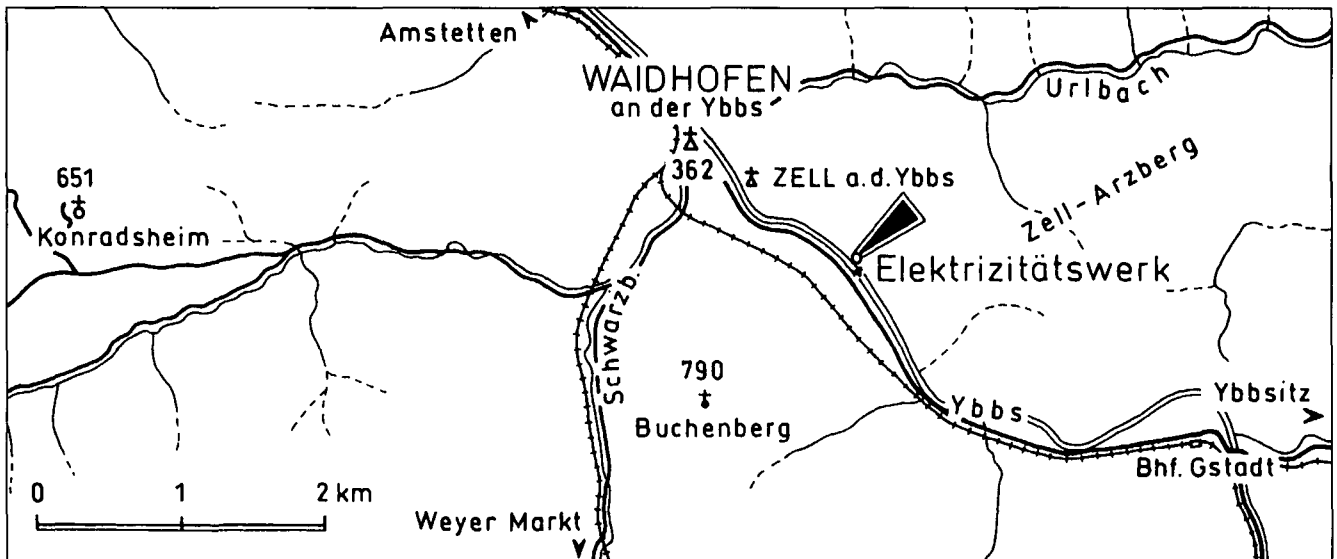 Amstetten
WAIDHOFEN
an der Ybbs
Urlbach
362
ZELL a.d.Ybbs
Zell-Arzberg
651
Konradsheim
Elektrizitätswerk
Schwarzb.
790
Buchenberg
Ybbs
Ybbsitz
Bhf. Gstadt
0 1 2 km
Weyer Markt